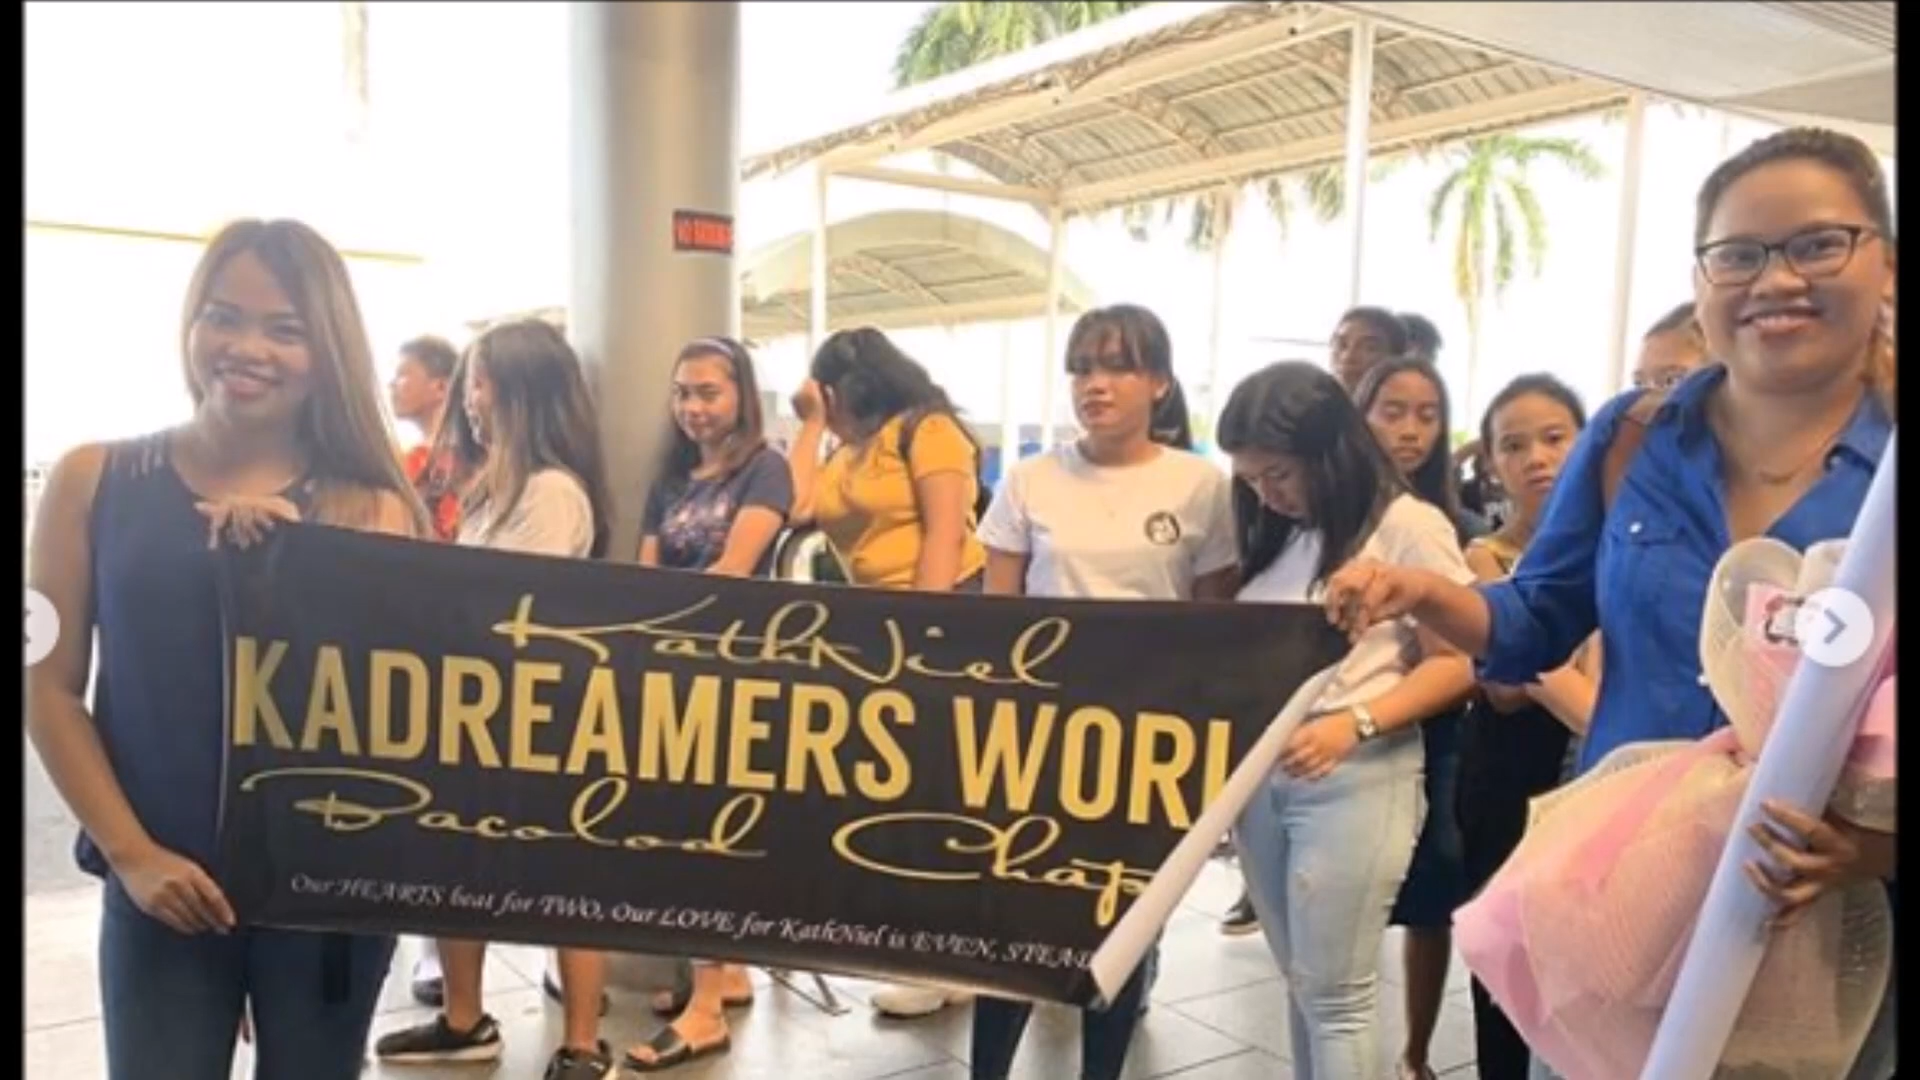 KathNiel
KADREAMERS WORL
Bacolod Chap
Our HEARTS beat for TWO, Our LOVE for KathNiel is EVEN, STEAD